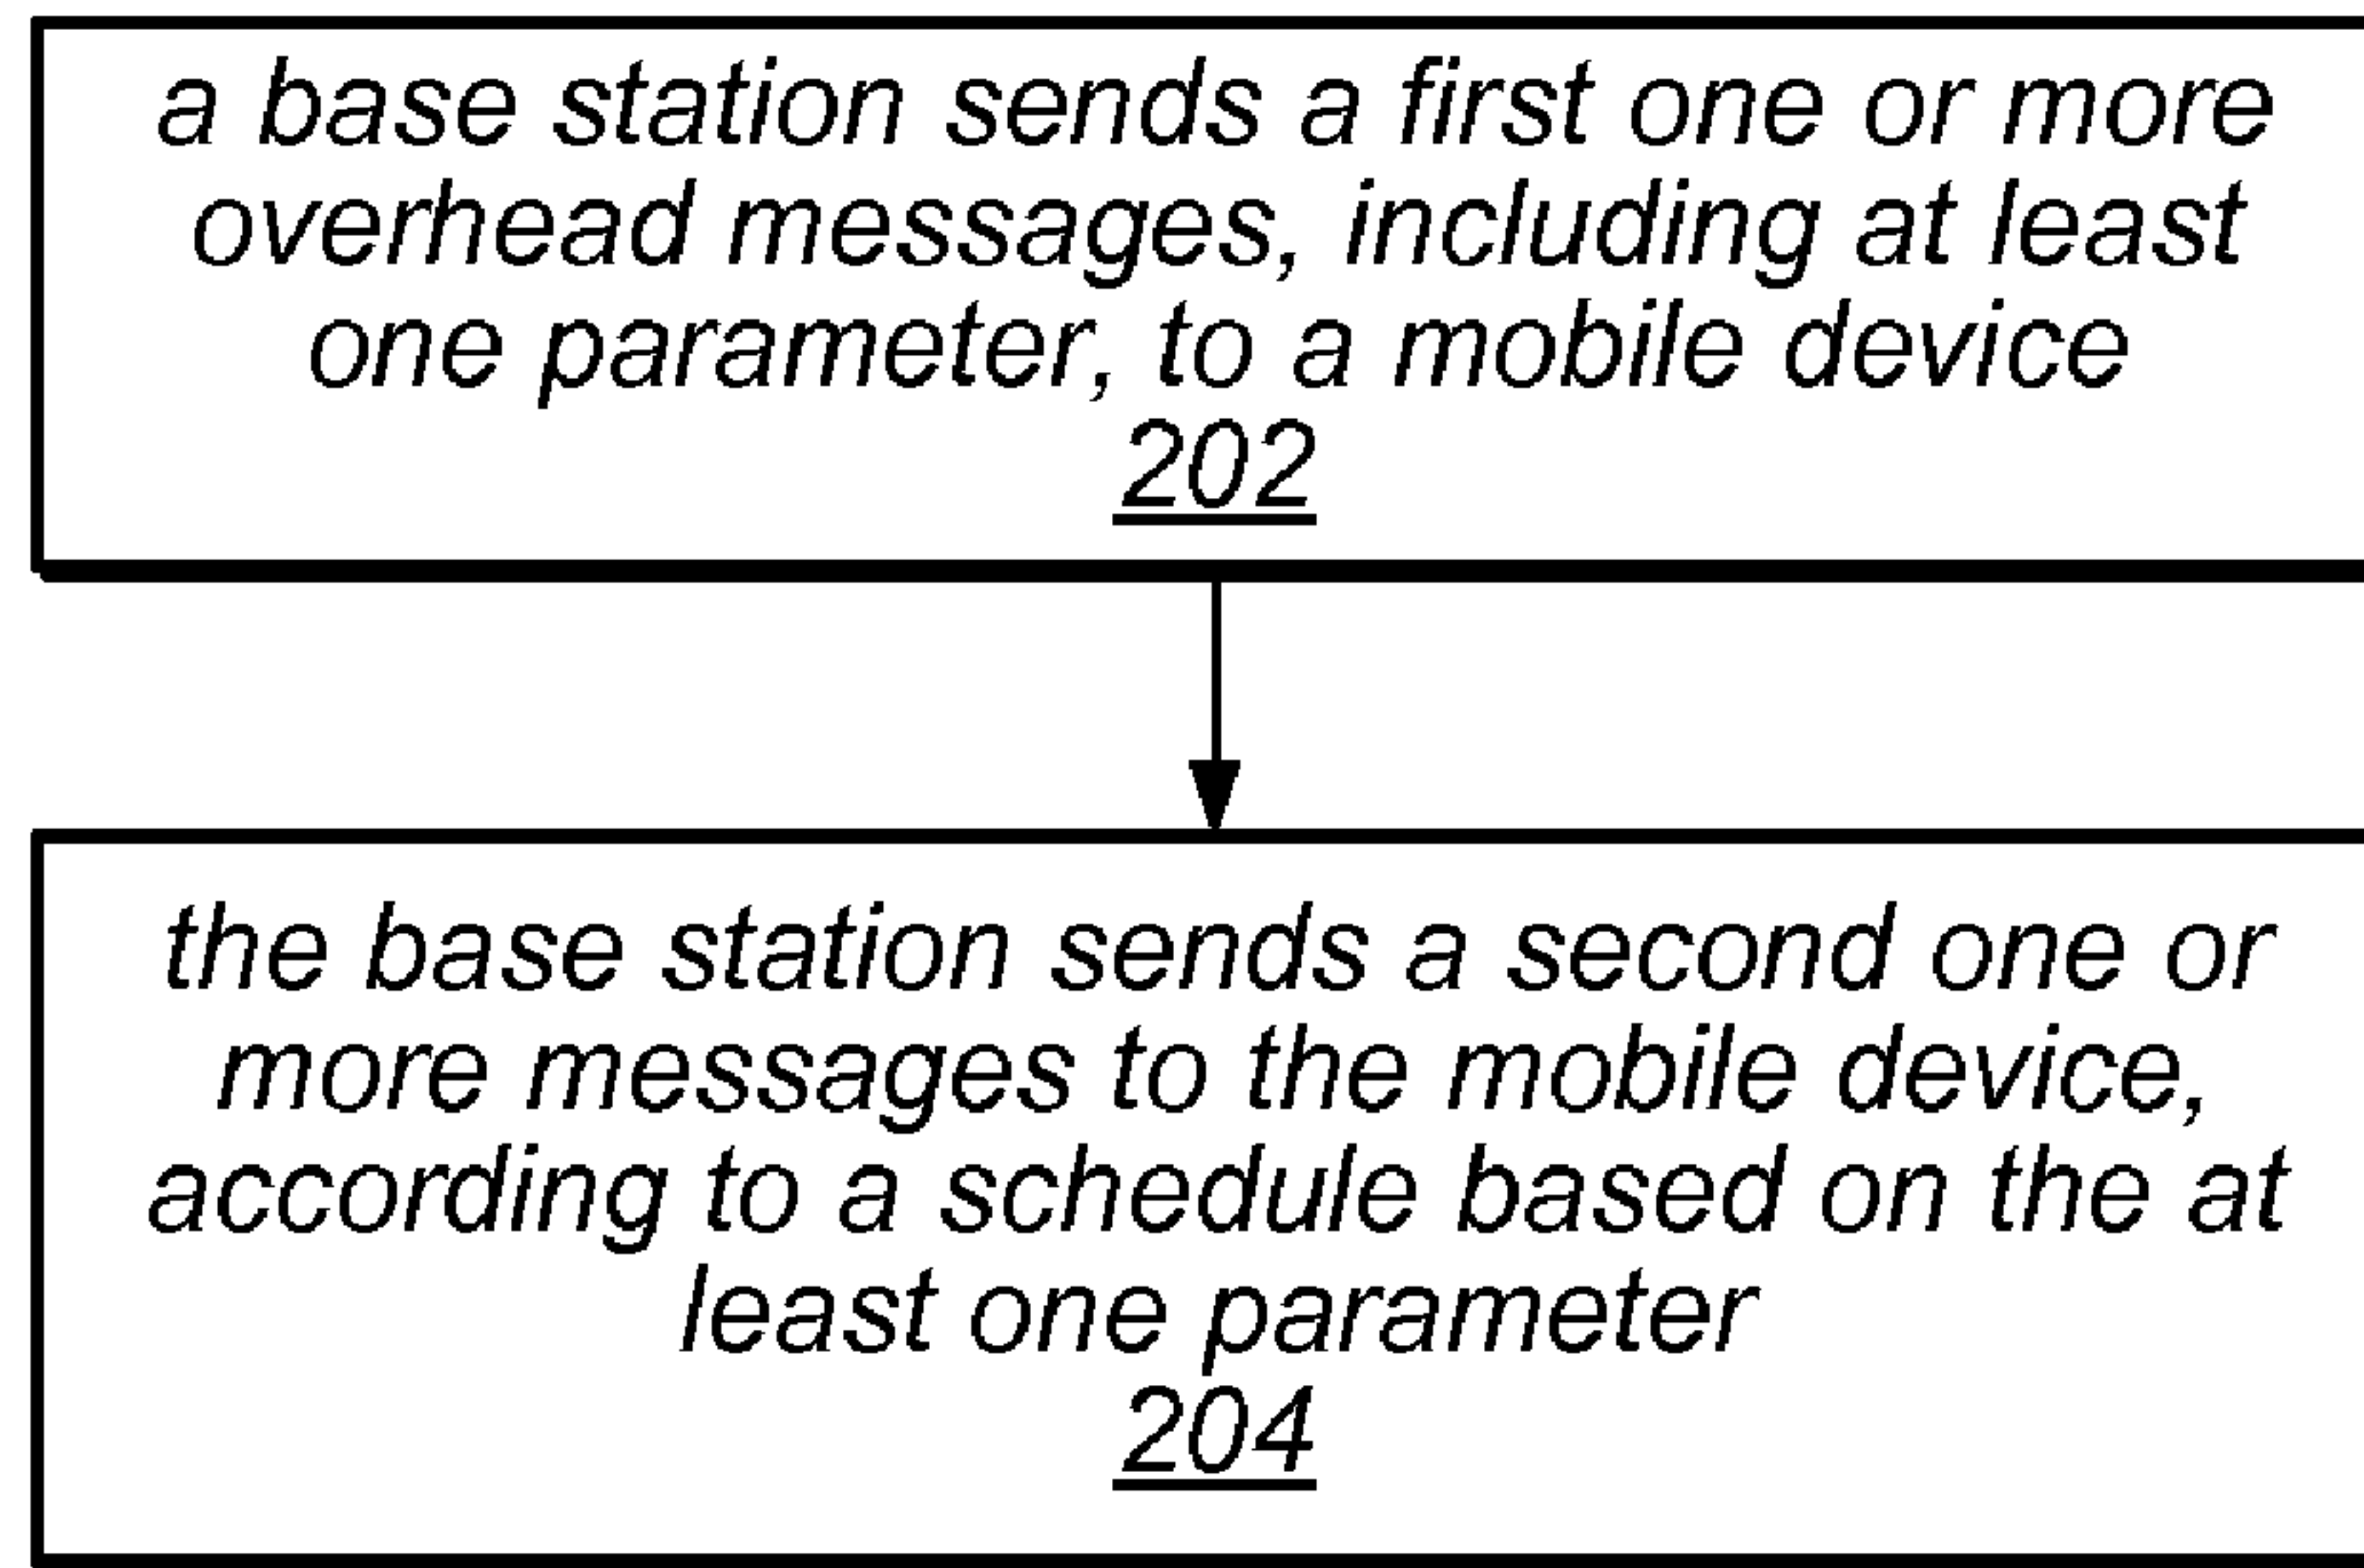 a base station sends a first one or more
overhead messages, including at least
one parameter, to a mobile device
202
the base station sends a second one or
more messages to the mobile device,
according to a schedule based on the at
least one parameter
204